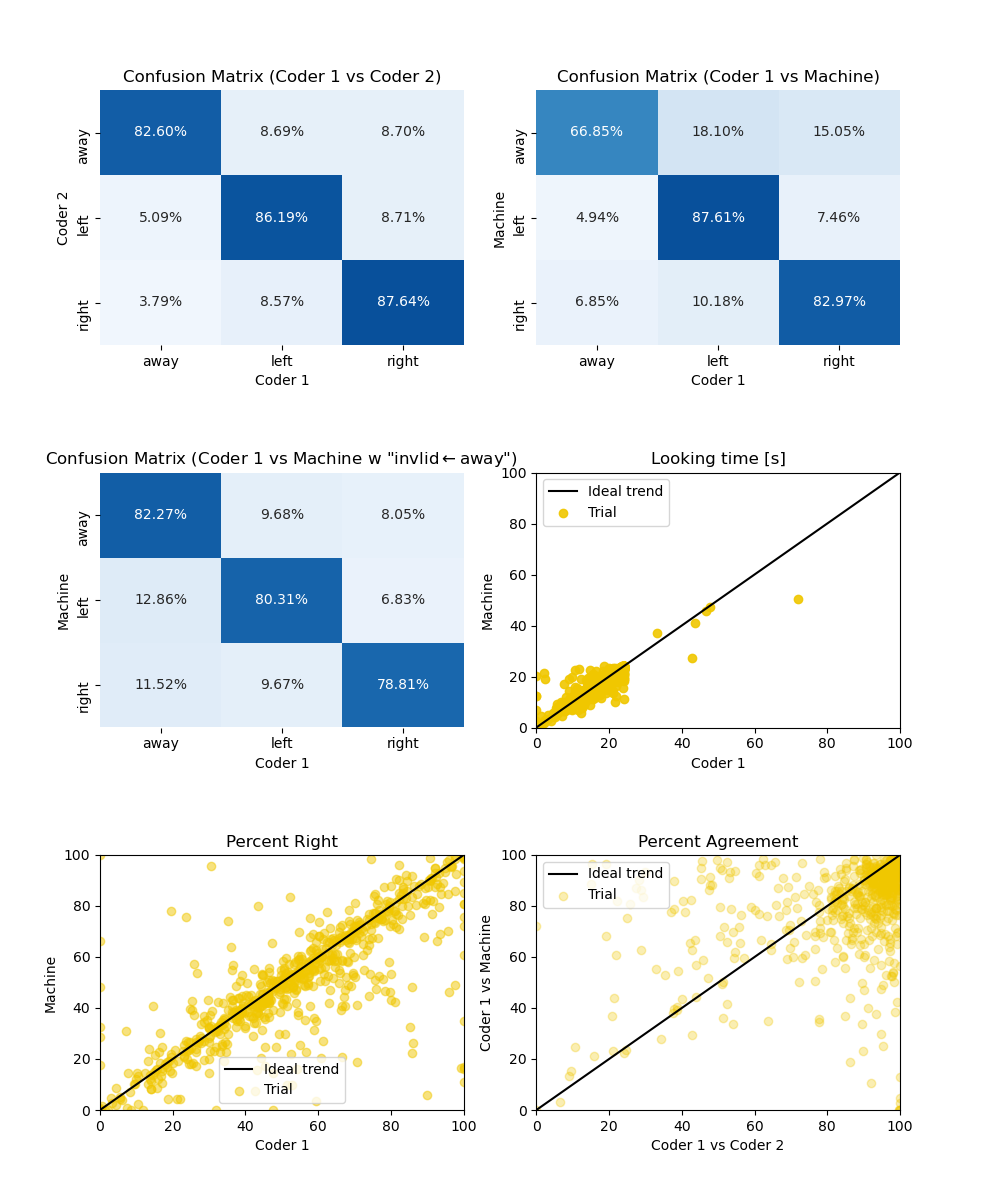 Confusion Matrix (Coder 1 vs Coder 2)
away
82.60%
8.69%
8.70%
left
5.09%
86.19%
8.71%
right
3.79%
8.57%
87.64%
Coder 2
away
left
right
Coder 1
Confusion Matrix (Coder 1 vs Machine)
away
66.85%
18.10%
15.05%
left
4.94%
87.61%
7.46%
right
6.85%
10.18%
82.97%
Machine
away
left
right
Coder 1
Confusion Matrix (Coder 1 vs Machine w "invlid←away")
away
82.27%
9.68%
8.05%
left
12.86%
80.31%
6.83%
right
11.52%
9.67%
78.81%
Machine
away
left
right
Coder 1
Looking time [s]
Ideal trend
Trial
100
80
60
40
20
0
Machine
0
20
40
60
80
100
Coder 1
Percent Right
100
80
60
40
20
0
Machine
Ideal trend
Trial
0
20
40
60
80
100
Coder 1
Percent Agreement
Ideal trend
Trial
100
80
60
40
20
0
Coder 1 vs Machine
0
20
40
60
80
100
Coder 1 vs Coder 2